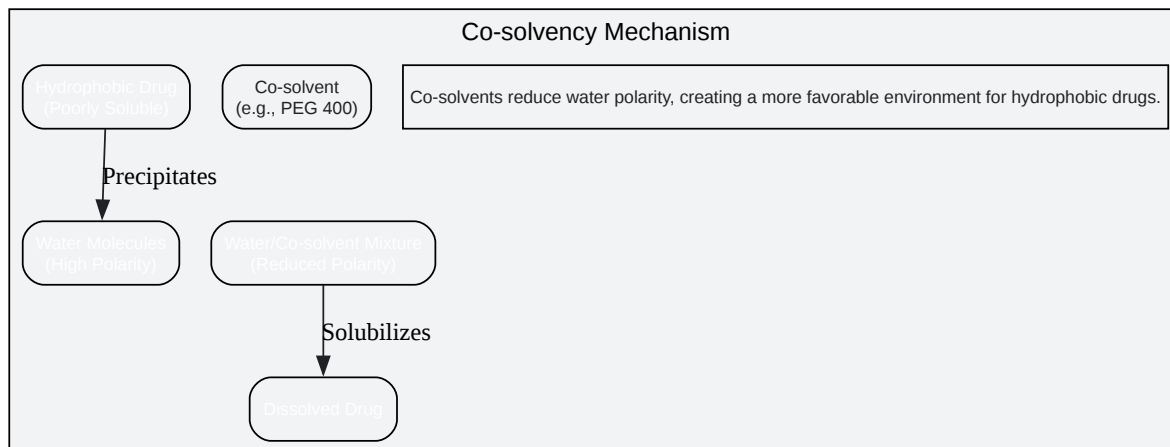 Co-solvency Mechanism
Hydrophobic Drug
(Poorly Soluble)
Co-solvent
(e.g., PEG 400)
Co-solvents reduce water polarity, creating a more favorable environment for hydrophobic drugs.
Precipitates
Water Molecules
(High Polarity)
Water/Co-solvent Mixture
(Reduced Polarity)
Solubilizes
Dissolved Drug